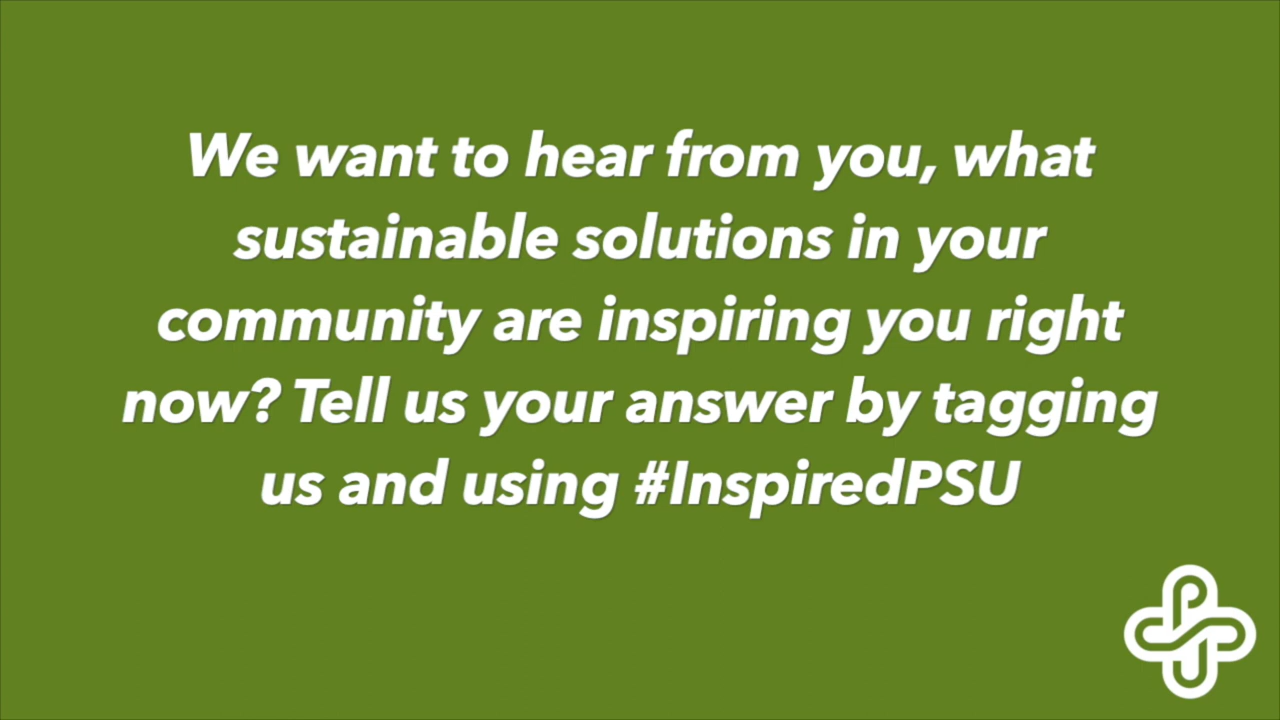 We want to hear from you, what
sustainable solutions in your
community are inspiring you right
now? Tell us your answer by tagging
us and using #InspiredPSU